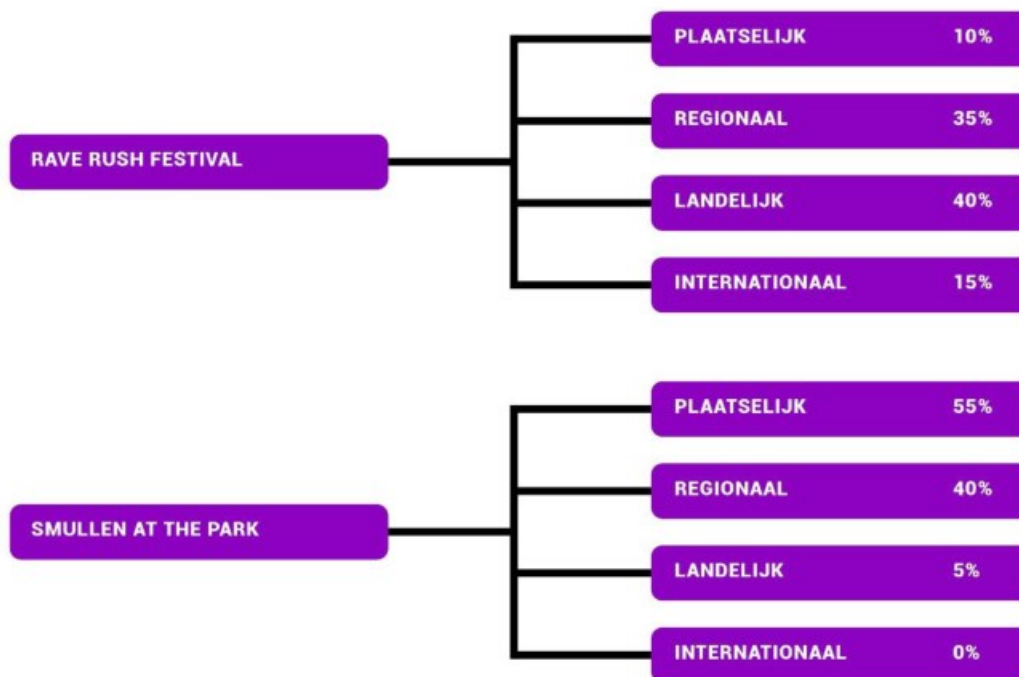 PLAATSELIJK 10%
REGIONAAL 35%
RAVE RUSH FESTIVAL
LANDELIJK 40%
INTERNATIONAAL 15%
PLAATSELIJK 55%
REGIONAAL 40%
SMULLEN AT THE PARK
LANDELIJK 5%
INTERNATIONAAL 0%